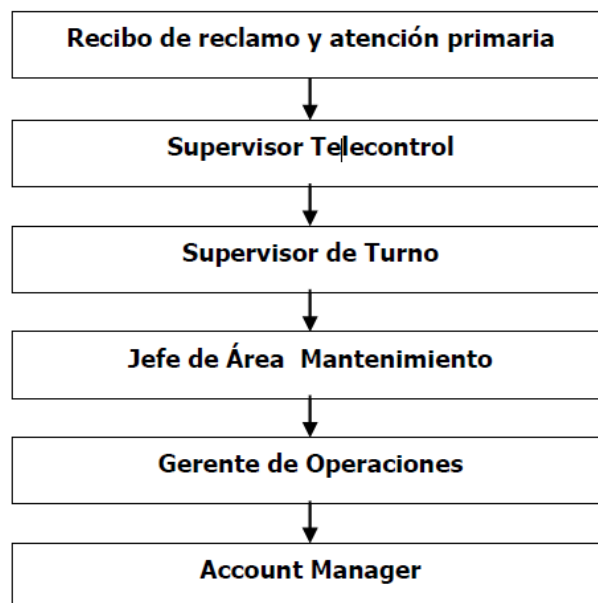 Recibo de reclamo y atención primaria
Supervisor Telecontrol
Supervisor de Turno
Jefe de Área Mantenimiento
Gerente de Operaciones
Account Manager